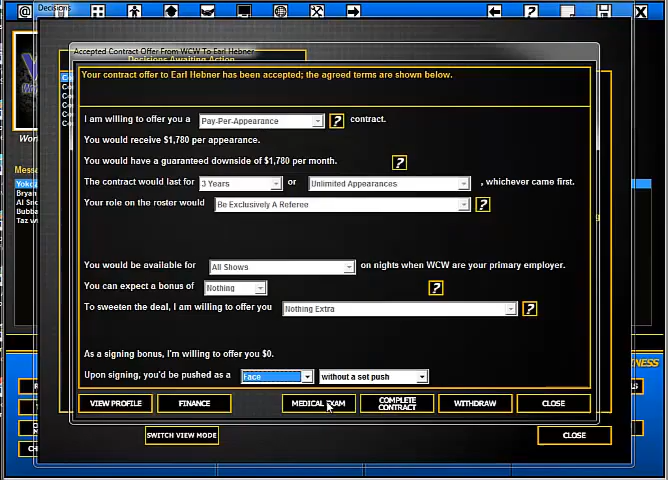 Decisions
Accepted Contract Offer From WCW To Earl Hebner
Decisions Awaiting Action
Your contract offer to Earl Hebner has been accepted; the agreed terms are shown below.
I am willing to offer you a Pay-Per-Appearance ? contract.
You would receive $1,780 per appearance.
You would have a guaranteed downside of $1,780 per month. ?
The contract would last for 3 Years or Unlimited Appearances , whichever came first.
Your role on the roster would Be Exclusively A Referee ?
You would be available for All Shows on nights when WCW are your primary employer.
You can expect a bonus of Nothing ?
To sweeten the deal, I am willing to offer you Nothing Extra ?
As a signing bonus, I'm willing to offer you $0.
Upon signing, you'd be pushed as a Face without a set push
VIEW PROFILE FINANCE MEDICAL EXAM COMPLETE CONTRACT WITHDRAW CLOSE
SWITCH VIEW MODE CLOSE
Messa
Yokoz
Bryan
Al Sn
Bubba
Taz w